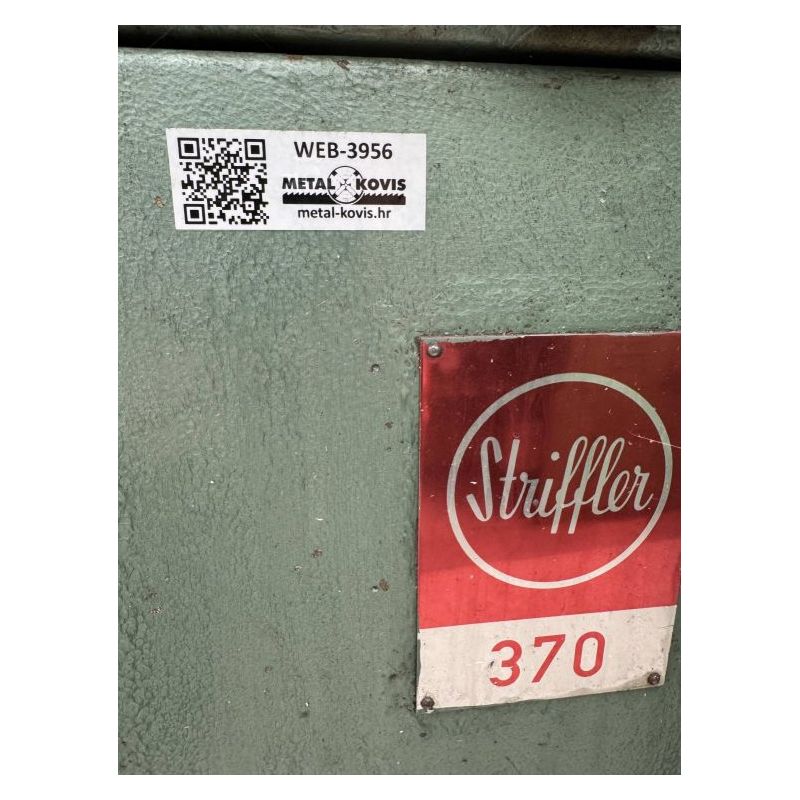 WEB-3956
METAL KOVIS
metal-kovis.hr
Striffler
370